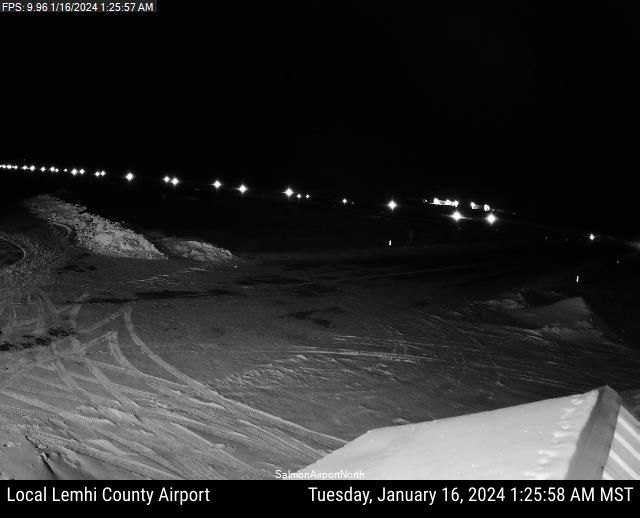 FPS: 9.96 1/16/2024 1:25:57 AM
SalmonAirportNorth
Local Lemhi County Airport Tuesday, January 16, 2024 1:25:58 AM MST